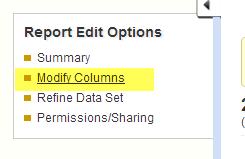 Report Edit Options
Summary
Modify Columns
Refine Data Set
Permissions/Sharing